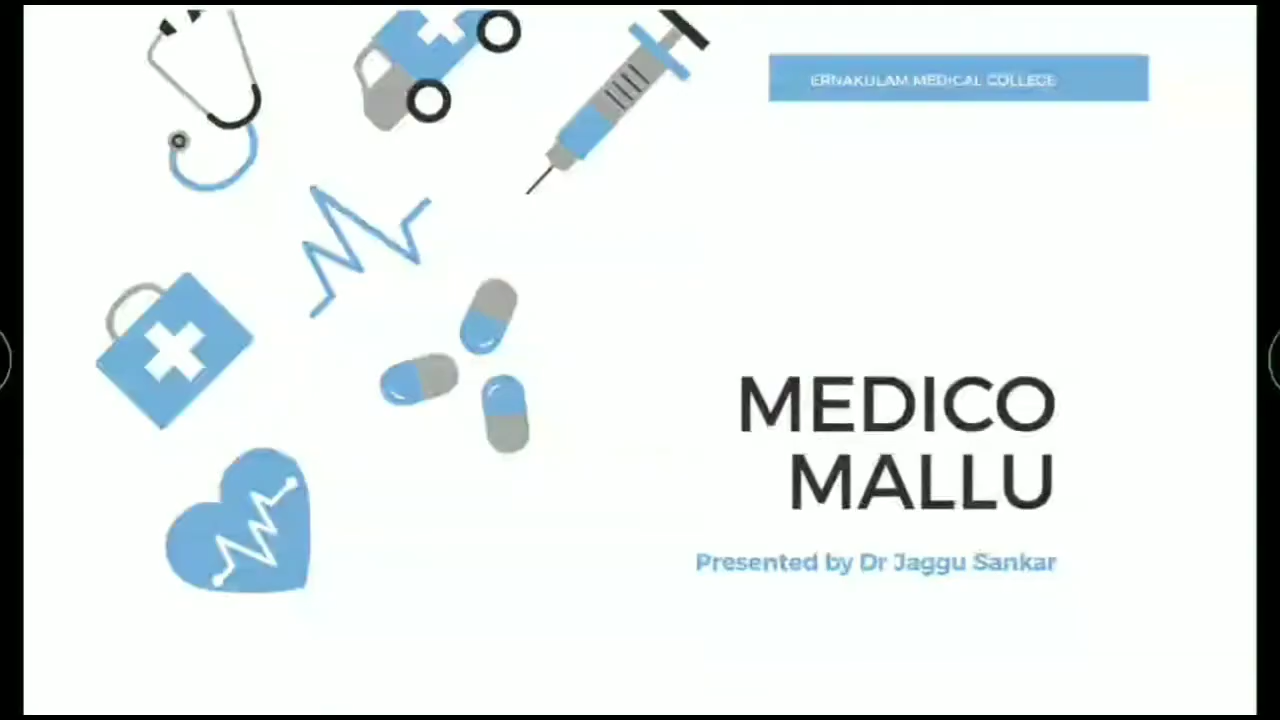 ERNAKULAM MEDICAL COLLEGE
MEDICO
MALLU
Presented by Dr Jaggu Sankar